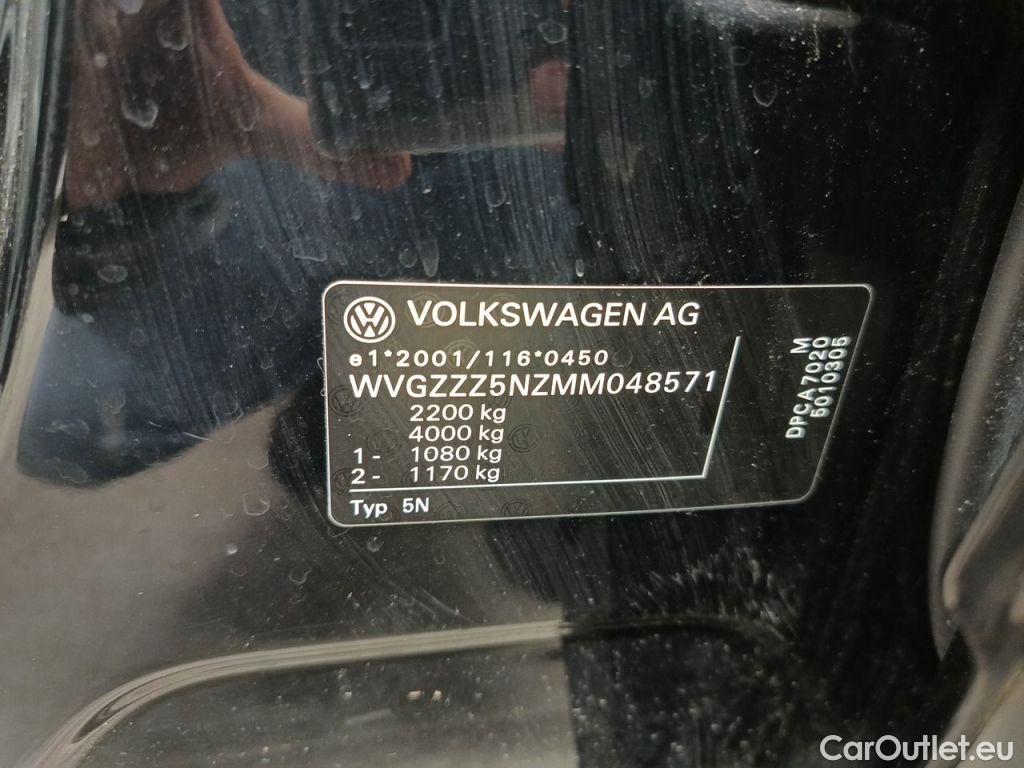 VOLKSWAGEN AG
e1*2001/116*0450
WVGZZZ5NZMM048571
2200 kg
- 4000 kg
1 - 1080 kg
2 - 1170 kg
Typ 5N
DPCA7020 M
5010305
CarOutlet.eu